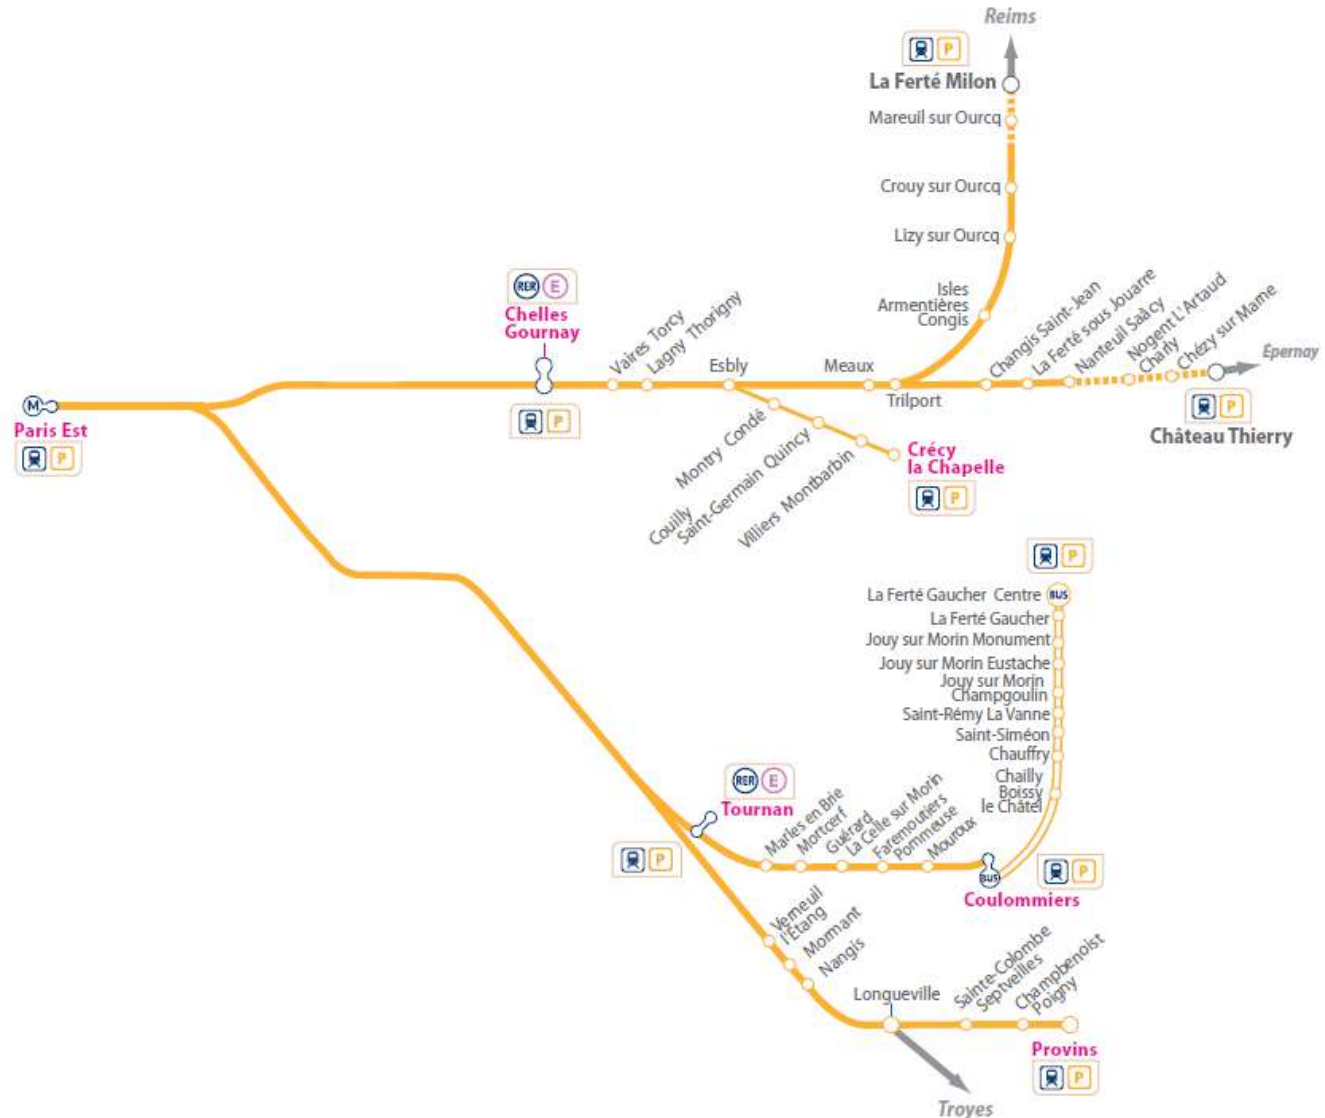 Reims
P
La Ferté Milon
Mareuil sur Ourcq
Crouy sur Ourcq
Lizy sur Ourcq
Isles
Armentières
Congis
RER E
Chelles
Gournay
P
Vaires Torcy
Lagny Thorigny
Esbly
Meaux
Trilport
Changis Saint-Jean
La Ferté sous Jouarre
Nanteuil Saâcy
Nogent L'Artaud
Charly
Chézy sur Marne
Épernay
P
Château Thierry
M
Paris Est
P
Montry Condé
Couilly
Saint-Germain Quincy
Villiers Montbarbin
Crécy
la Chapelle
P
P
La Ferté Gaucher Centre
BUS
La Ferté Gaucher
Jouy sur Morin Monument
Jouy sur Morin Eustache
Jouy sur Morin
Champgoulin
Saint-Rémy La Vanne
Saint-Siméon
Chauffry
Chailly
Boissy
le Châtel
RER E
Tournan
P
Marles en Brie
Mortcerf
Guérard
La Celle sur Morin
Faremoutiers
Pommeuse
Mouroux
BUS
P
Coulommiers
Verneuil
l'Étang
Mormant
Nangis
Longueville
Sainte-Colombe
Septveilles
Champbenoist
Poigny
Provins
P
Troyes